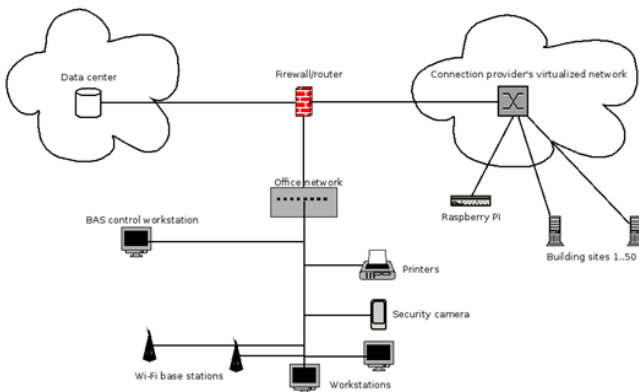 Data center
Firewall/router
Connection provider's virtualized network
Office network
Raspberry PI
BAS control workstation
Building sites 1..50
Printers
Security camera
Wi-Fi base stations
Workstations